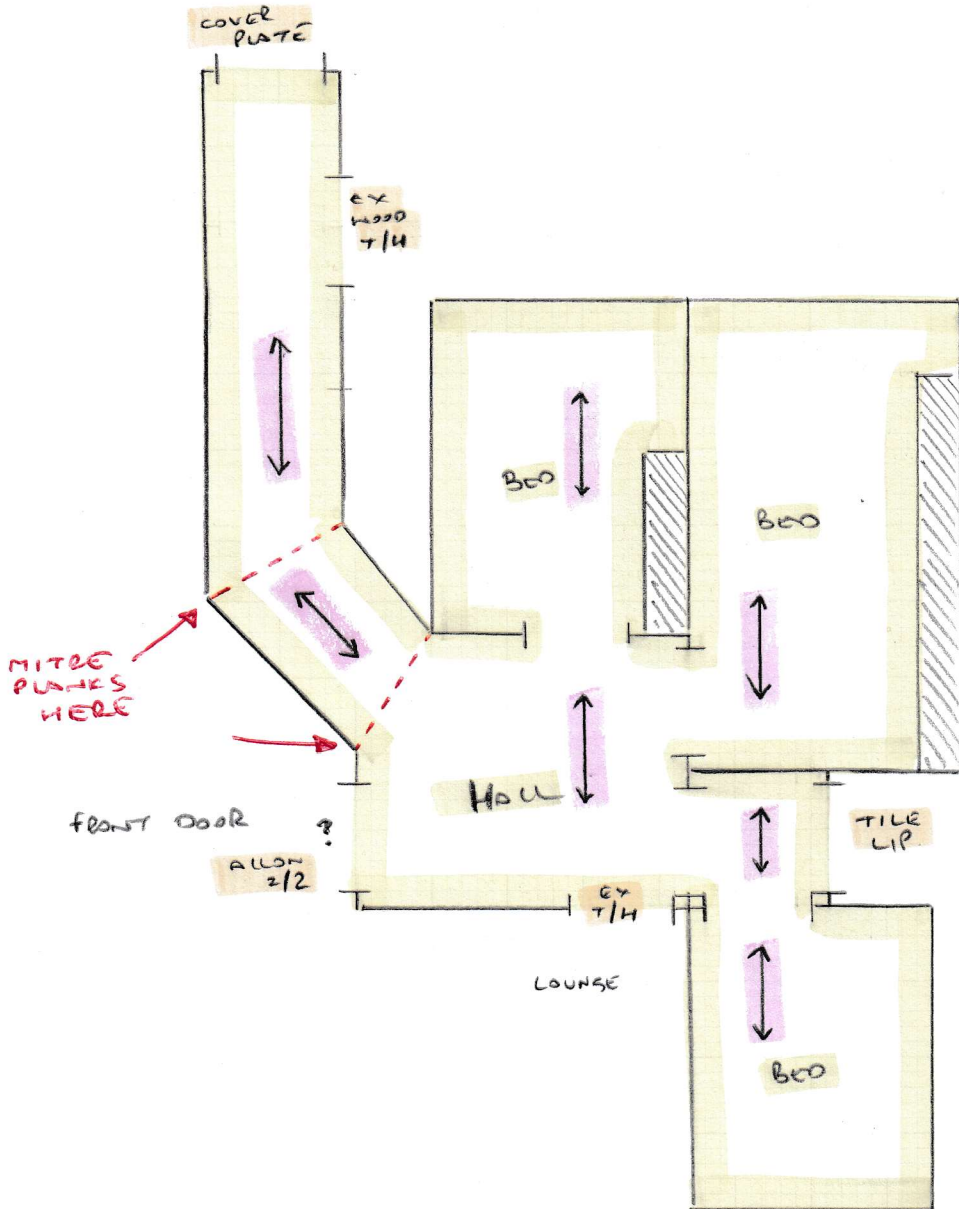 COVER
PLATE
EX
WOOD
T/H
BED
BED
MITRE
PLANKS
HERE
HALL
FRONT DOOR
?
TILE
LIP
2/2
EX
T/H
LOUNGE
BED